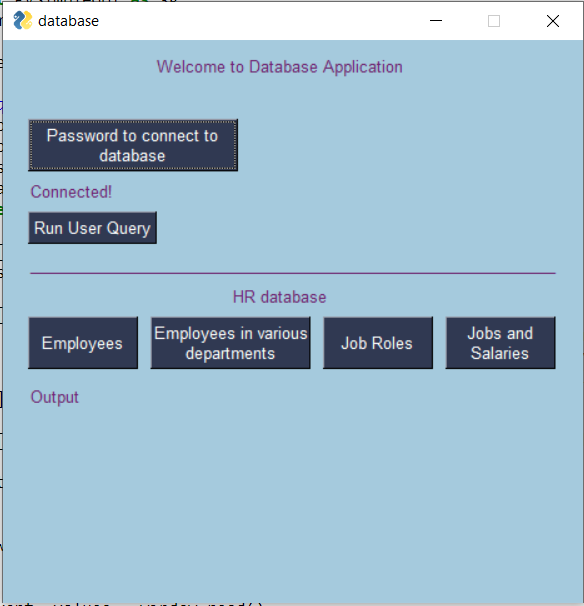 database
Welcome to Database Application
Password to connect to
database
Connected!
Run User Query
HR database
Employees
Employees in various
departments
Job Roles
Jobs and
Salaries
Output